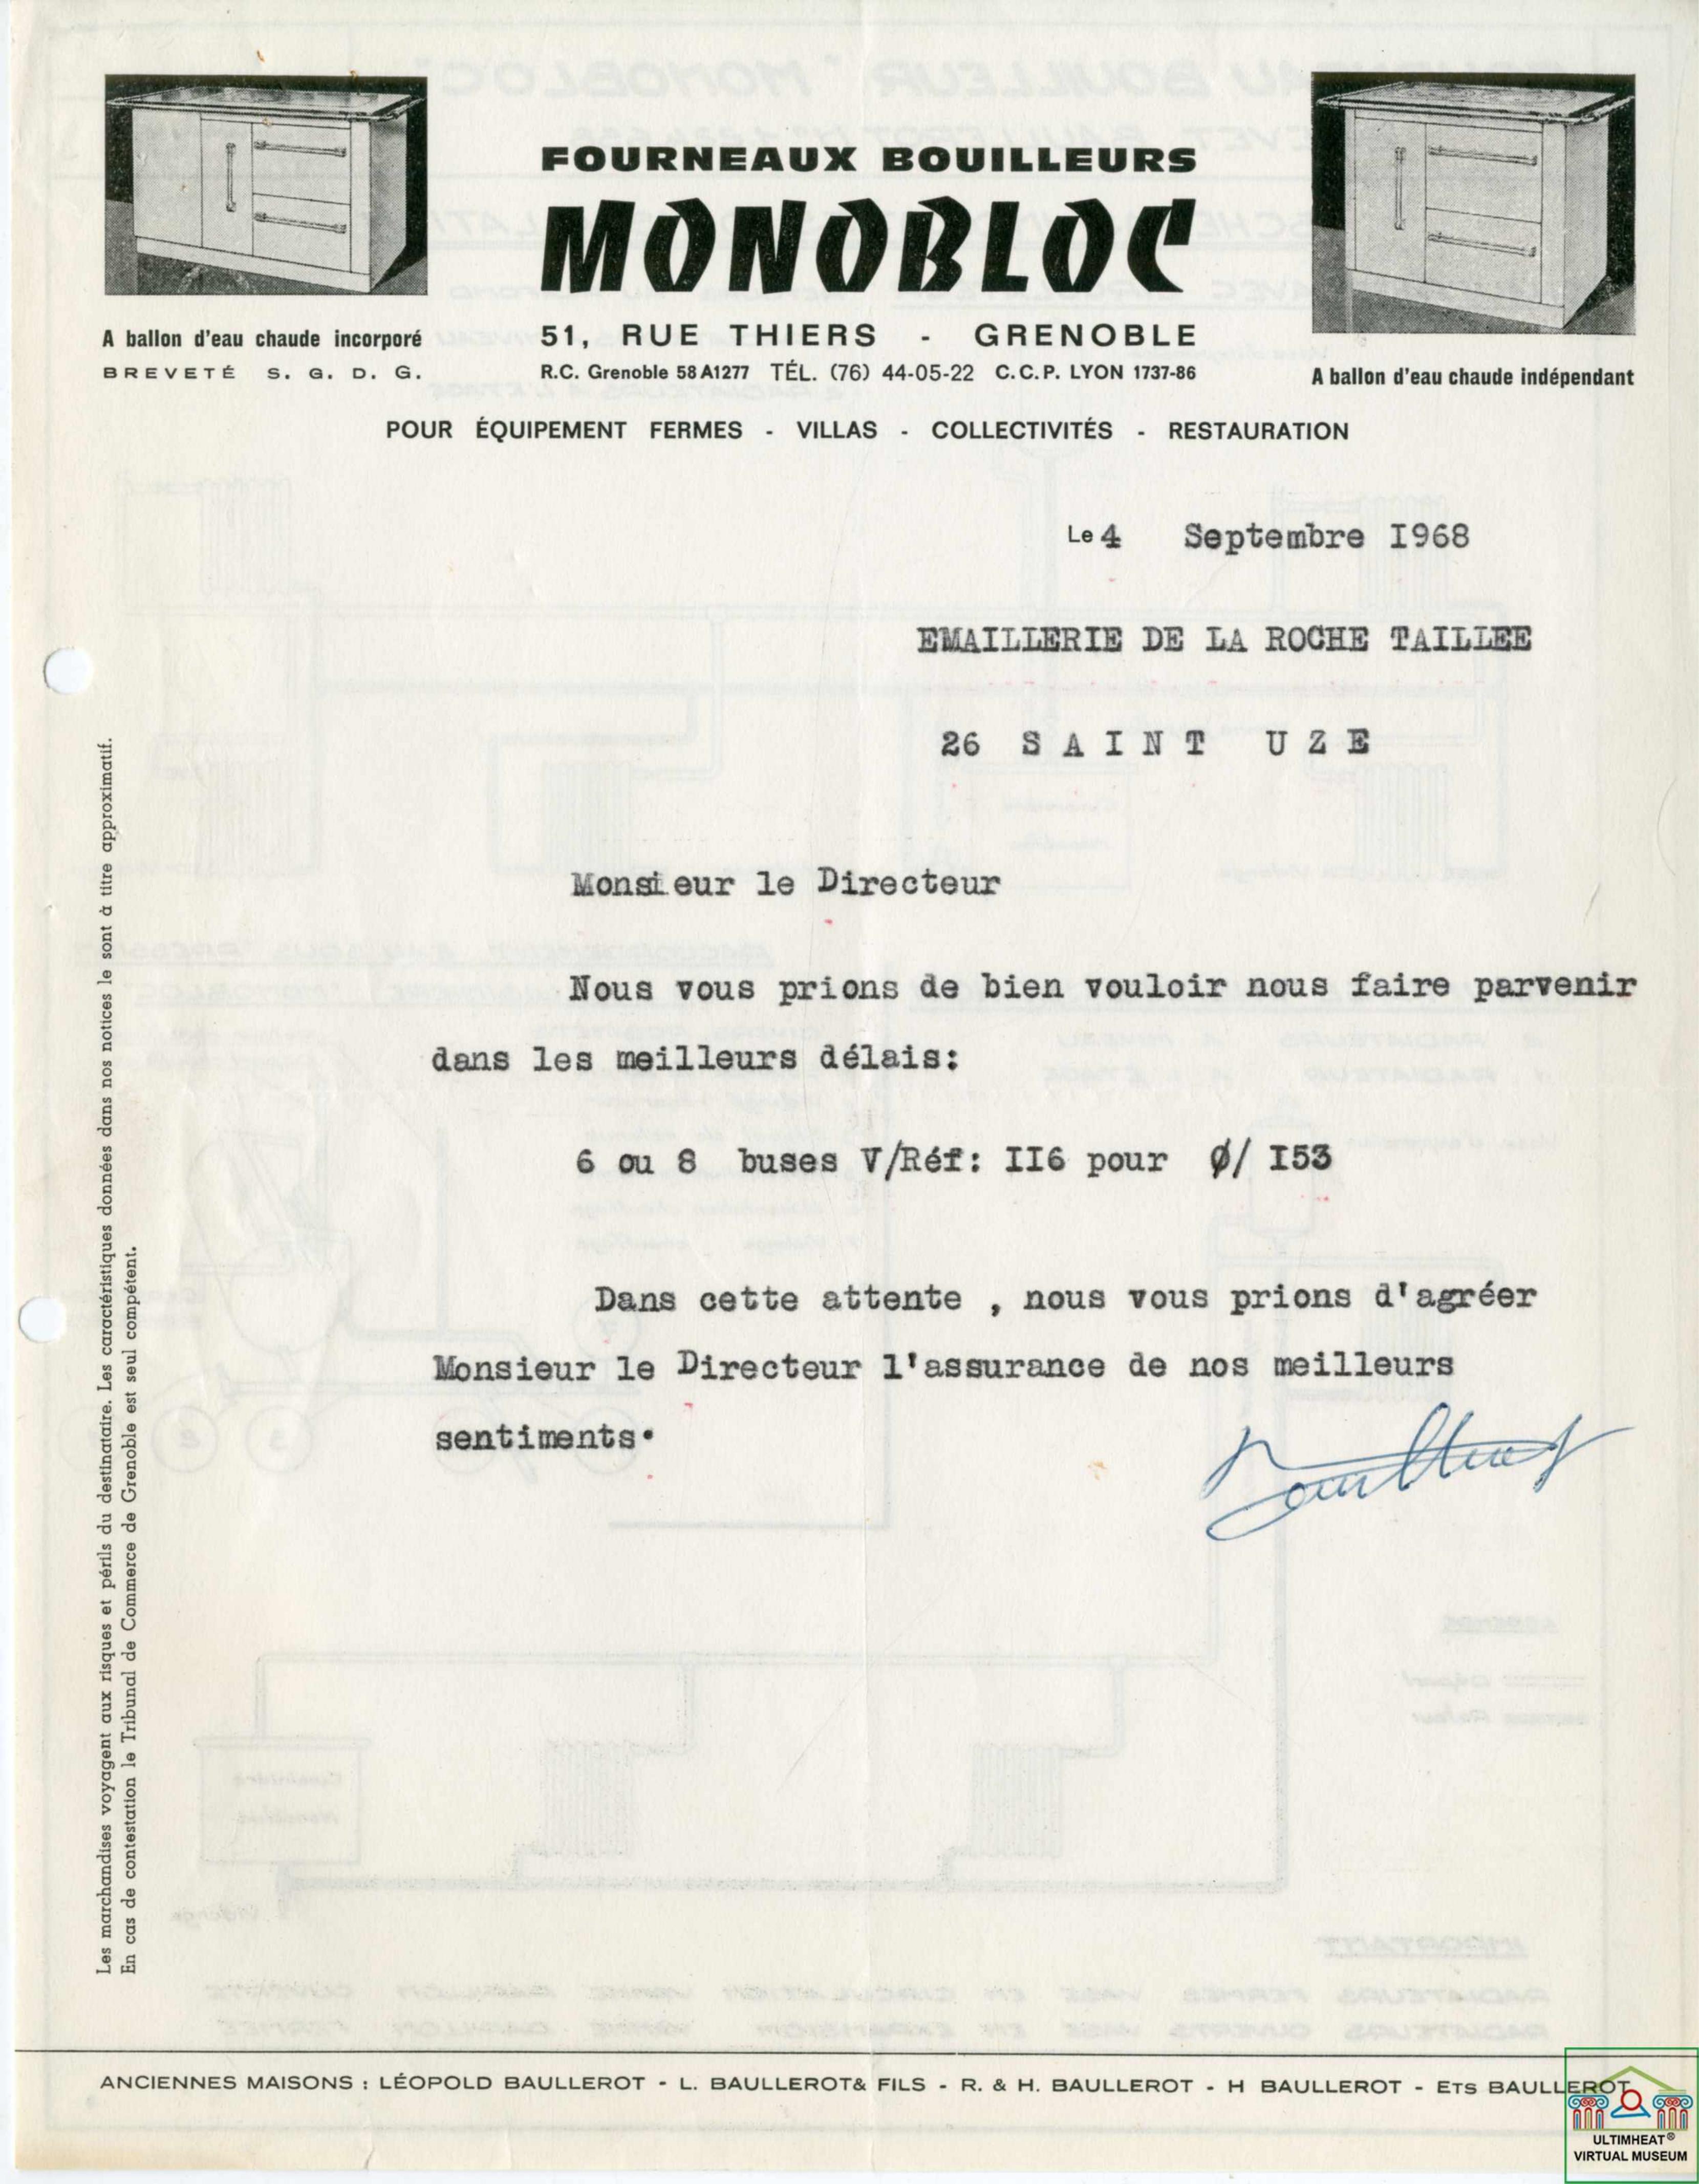 FOURNEAUX BOUILLEURS
MONOBLOC
51, RUE THIERS - GRENOBLE
R.C. Grenoble 58 A1277 TÉL. (76) 44-05-22 C.C.P. LYON 1737-86
A ballon d'eau chaude incorporé
BREVETÉ S. G. D. G.
A ballon d'eau chaude indépendant
POUR ÉQUIPEMENT FERMES - VILLAS - COLLECTIVITÉS - RESTAURATION
Le 4 Septembre I968
EMAILLERIE DE LA ROCHE TAILLEE
26 S A I N T U Z E
Monsieur le Directeur
Nous vous prions de bien vouloir nous faire parvenir
dans les meilleurs délais:
6 ou 8 buses V/Réf: II6 pour Ø/ I53
Dans cette attente , nous vous prions d'agréer
Monsieur le Directeur l'assurance de nos meilleurs
sentiments.
Les marchandises voyagent aux risques et périls du destinataire. Les caractéristiques données dans nos notices le sont à titre approximatif.
En cas de contestation le Tribunal de Commerce de Grenoble est seul compétent.
ANCIENNES MAISONS : LÉOPOLD BAULLEROT - L. BAULLEROT& FILS - R. & H. BAULLEROT - H BAULLEROT - ETS BAULLEROT
ULTIMHEAT®
VIRTUAL MUSEUM